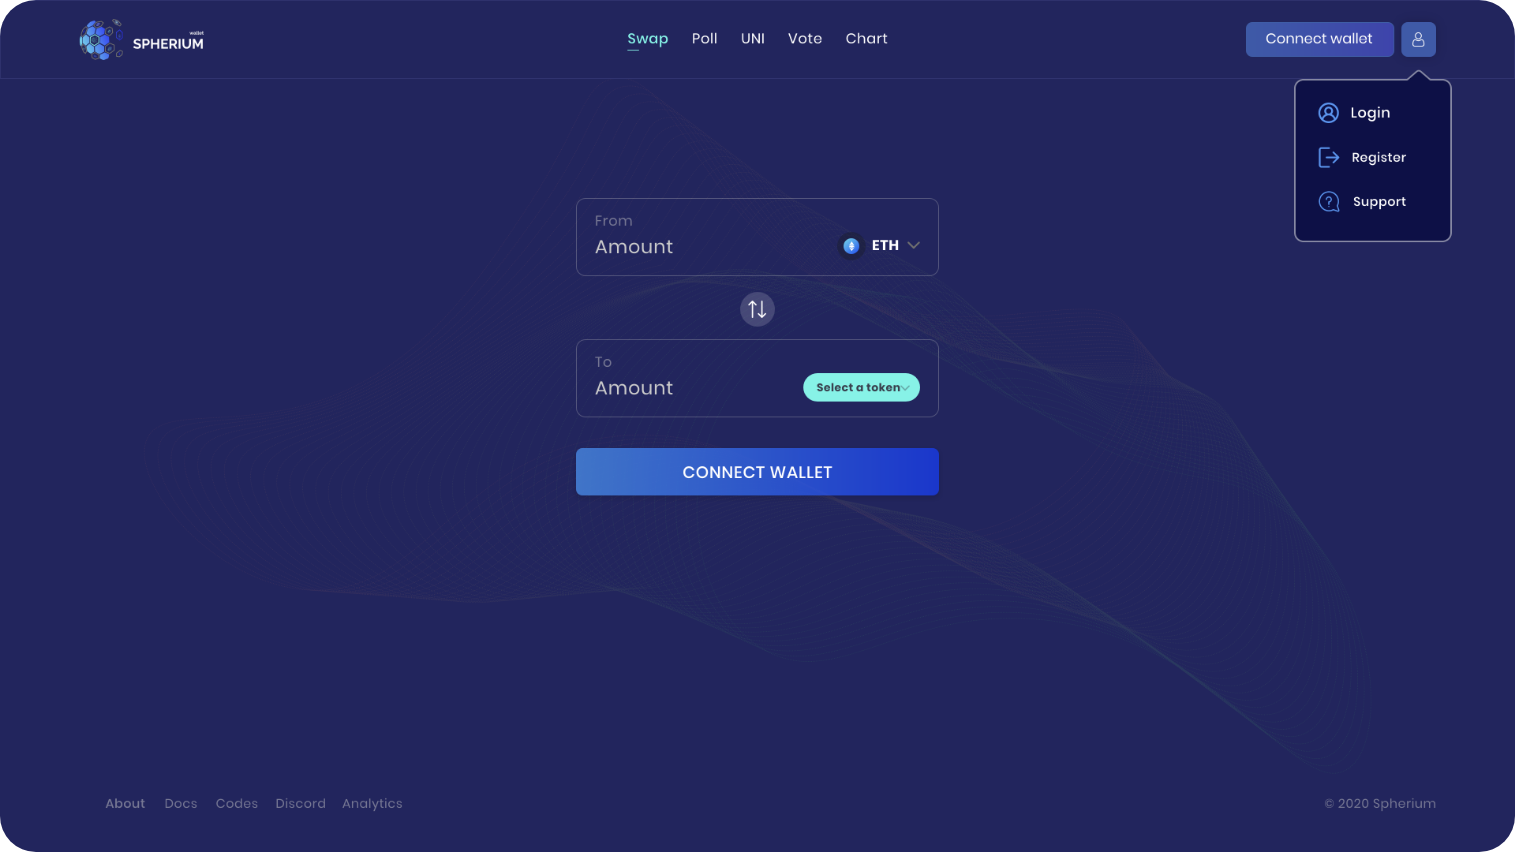 wallet
SPHERIUM
Swap Poll UNI Vote Chart
Connect wallet
Login
Register
Support
From
Amount
ETH
To
Amount
Select a token
CONNECT WALLET
About Docs Codes Discord Analytics
© 2020 Spherium